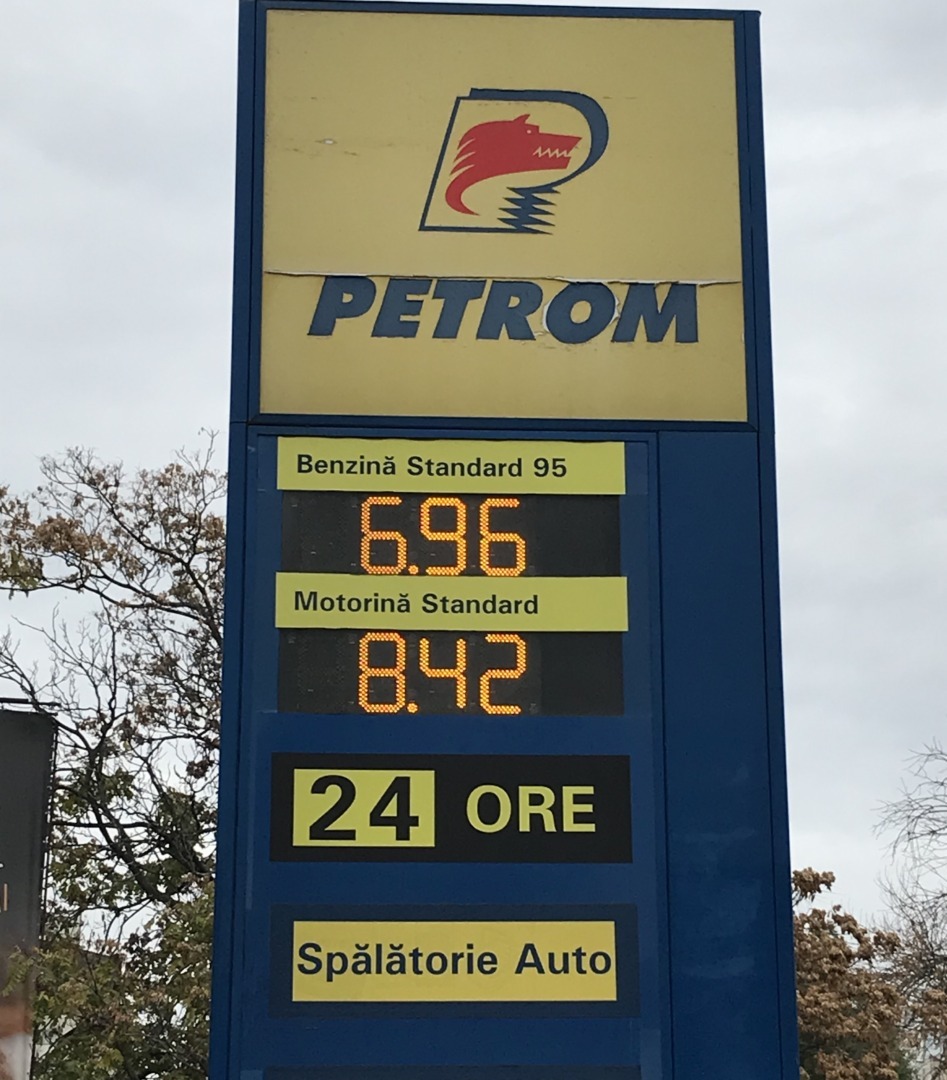 PETROM
Benzină Standard 95
6.96
Motorină Standard
8.42
24 ORE
Spălătorie Auto